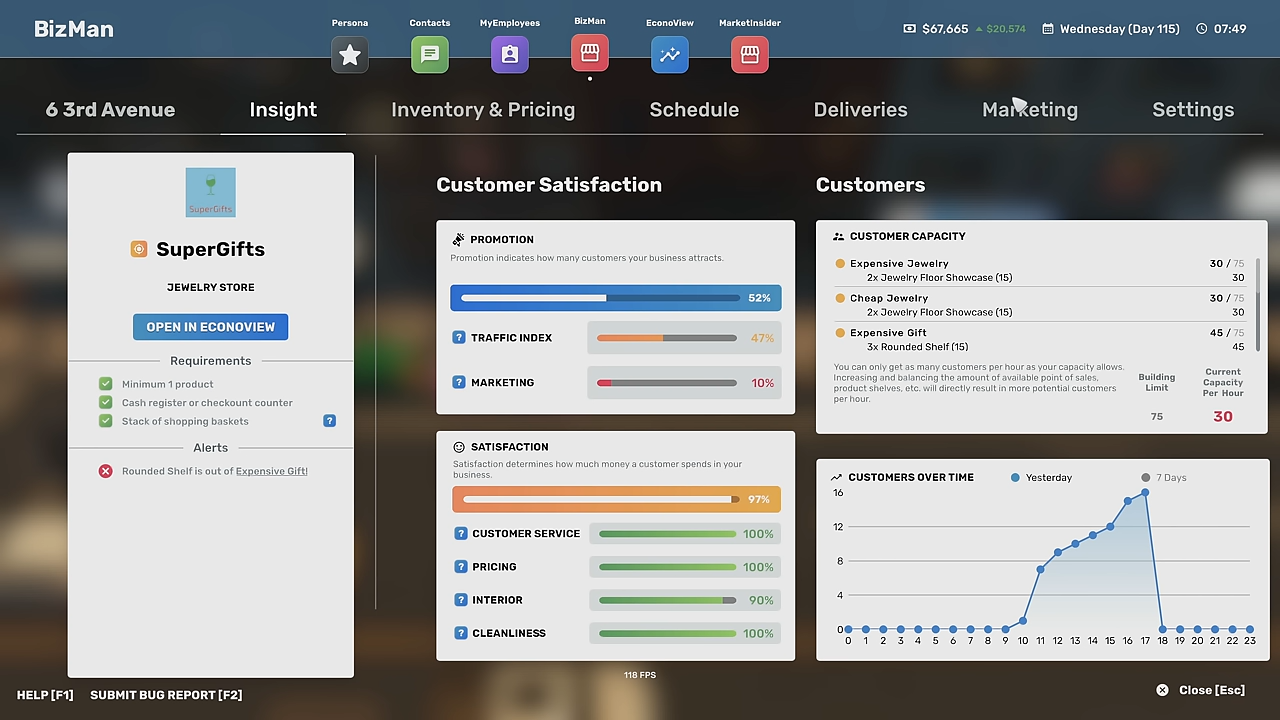 BizMan
Persona
Contacts
MyEmployees
BizMan
EconoView
MarketInsider
$67,665 $20,574 Wednesday (Day 115) 07:49
6 3rd Avenue Insight Inventory & Pricing Schedule Deliveries Marketing Settings
SuperGifts
SuperGifts
JEWELRY STORE
OPEN IN ECONOVIEW
Requirements
Minimum 1 product
Cash register or checkount counter
Stack of shopping baskets ?
Alerts
Rounded Shelf is out of Expensive Gift!
Customer Satisfaction
PROMOTION
Promotion indicates how many customers your business attracts.
52%
? TRAFFIC INDEX 47%
? MARKETING 10%
SATISFACTION
Satisfaction determines how much money a customer spends in your
business.
97%
? CUSTOMER SERVICE 100%
? PRICING 100%
? INTERIOR 90%
? CLEANLINESS 100%
Customers
CUSTOMER CAPACITY
Expensive Jewelry 30 / 75
2x Jewelry Floor Showcase (15) 30
Cheap Jewelry 30 / 75
2x Jewelry Floor Showcase (15) 30
Expensive Gift 45 / 75
3x Rounded Shelf (15) 45
You can only get as many customers per hour as your capacity allows.
Increasing and balancing the amount of available point of sales,
product shelves, etc. will directly result in more potential customers
per hour.
Building
Limit
75
Current
Capacity
Per Hour
30
CUSTOMERS OVER TIME Yesterday 7 Days
16
12
8
4
0
0 1 2 3 4 5 6 7 8 9 10 11 12 13 14 15 16 17 18 19 20 21 22 23
118 FPS
HELP [F1] SUBMIT BUG REPORT [F2]
Close [Esc]